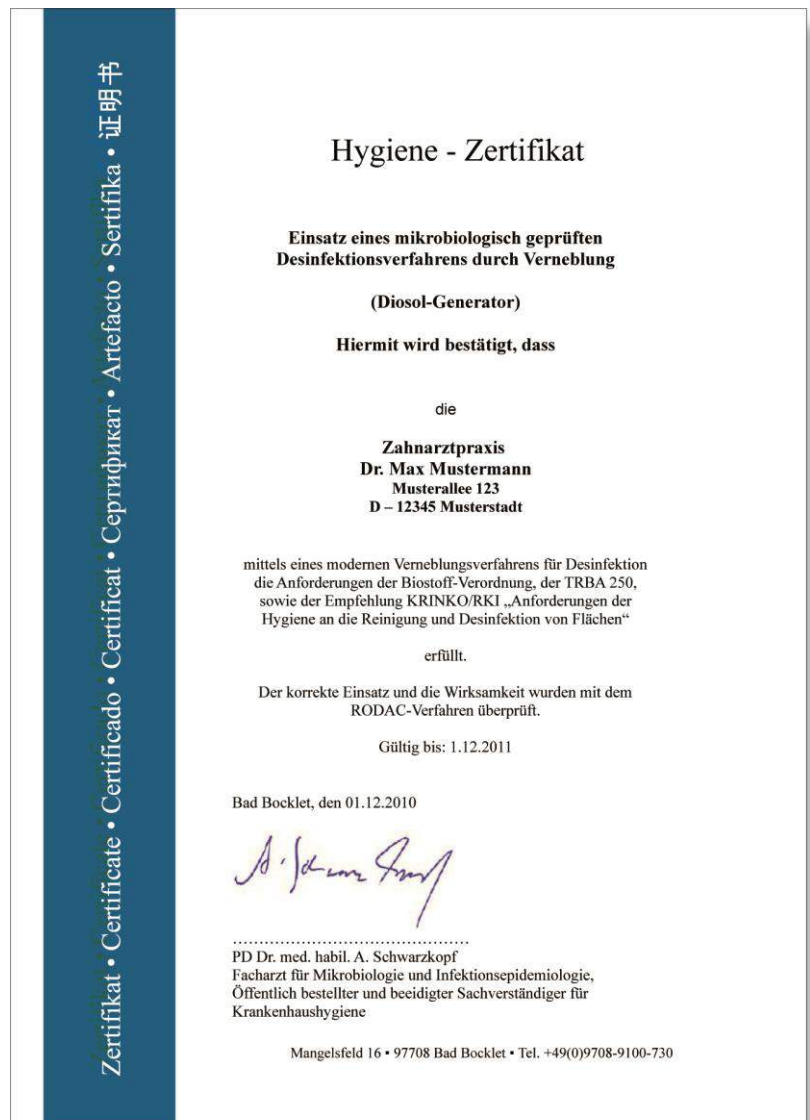 Zertifikat • Certificate • Certificado • Certificat • Сертификат • Artefacto • Sertifika • 证明书
Hygiene - Zertifikat
Einsatz eines mikrobiologisch geprüften
Desinfektionsverfahrens durch Verneblung
(Diosol-Generator)
Hiermit wird bestätigt, dass
die
Zahnarztpraxis
Dr. Max Mustermann
Musterallee 123
D – 12345 Musterstadt
mittels eines modernen Verneblungsverfahrens für Desinfektion
die Anforderungen der Biostoff-Verordnung, der TRBA 250,
sowie der Empfehlung KRINKO/RKI „Anforderungen der
Hygiene an die Reinigung und Desinfektion von Flächen“
erfüllt.
Der korrekte Einsatz und die Wirksamkeit wurden mit dem
RODAC-Verfahren überprüft.
Gültig bis: 1.12.2011
Bad Bocklet, den 01.12.2010
PD Dr. med. habil. A. Schwarzkopf
Facharzt für Mikrobiologie und Infektionsepidemiologie,
Öffentlich bestellter und beeidigter Sachverständiger für
Krankenhaushygiene
Mangelsfeld 16 ▪ 97708 Bad Bocklet ▪ Tel. +49(0)9708-9100-730